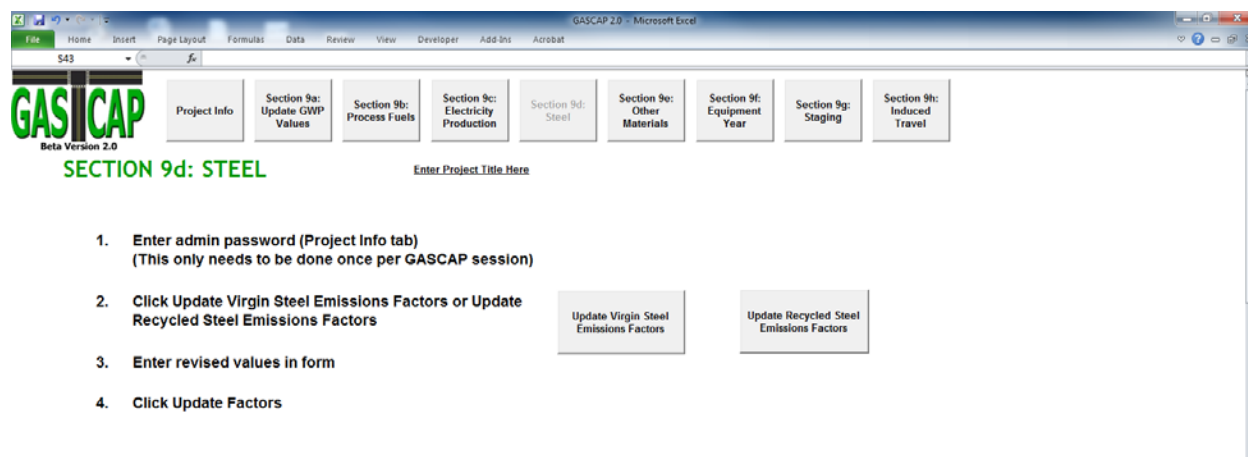 GASCAP 2.0 - Microsoft Excel
File Home Insert Page Layout Formulas Data Review View Developer Add-Ins Acrobat
S43 fx
GASCAP
Beta Version 2.0
Project Info
Section 9a:
Update GWP
Values
Section 9b:
Process Fuels
Section 9c:
Electricity
Production
Section 9d:
Steel
Section 9e:
Other
Materials
Section 9f:
Equipment
Year
Section 9g:
Staging
Section 9h:
Induced
Travel
SECTION 9d: STEEL
Enter Project Title Here
1. Enter admin password (Project Info tab)
(This only needs to be done once per GASCAP session)
2. Click Update Virgin Steel Emissions Factors or Update
Recycled Steel Emissions Factors
Update Virgin Steel
Emissions Factors
Update Recycled Steel
Emissions Factors
3. Enter revised values in form
4. Click Update Factors